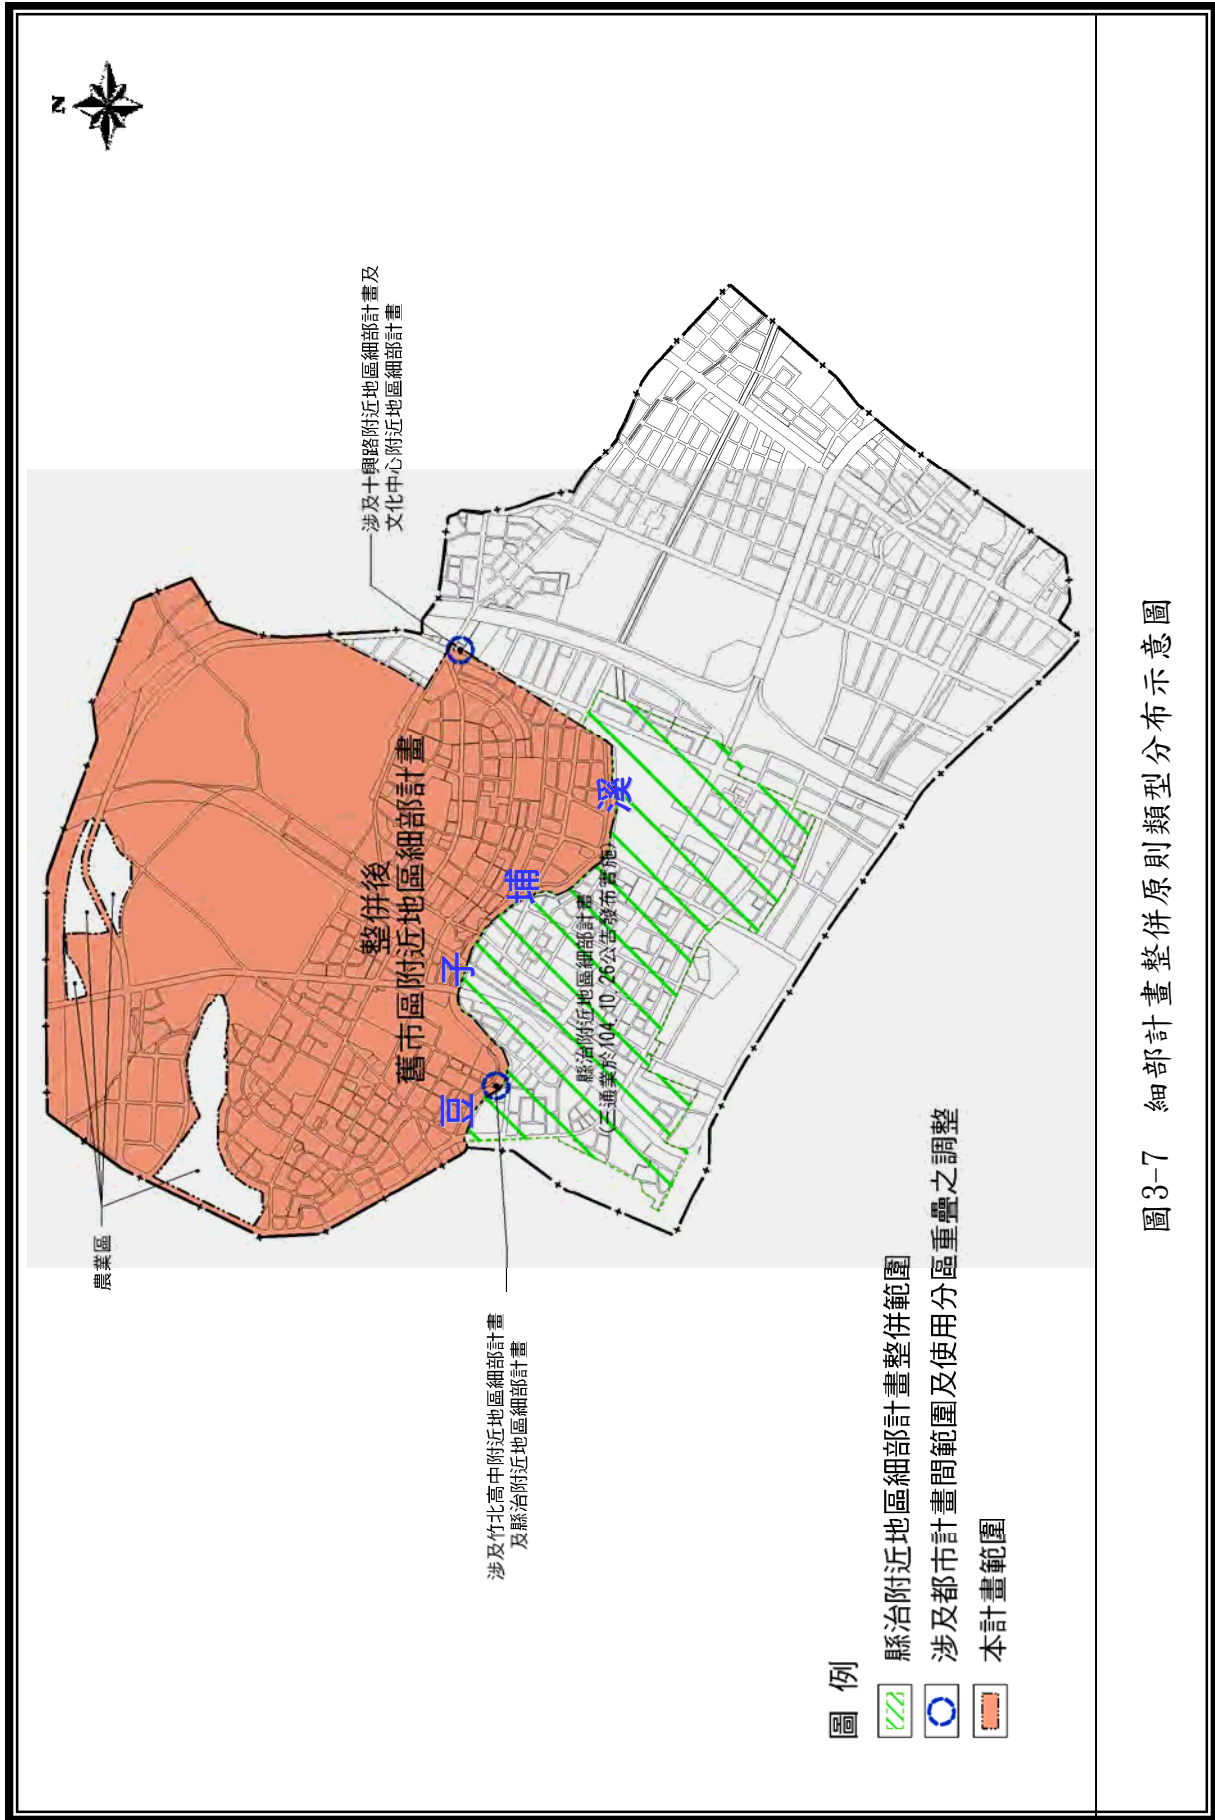 N
涉及十興路附近地區細部計畫及
文化中心附近地區細部計畫
農業區
整併後
舊市區附近地區細部計畫
豆
子
埔
溪
縣治附近地區細部計畫
(三通業於104.10.26公告發布實施)
涉及竹北高中附近地區細部計畫
及縣治附近地區細部計畫
圖 例
縣治附近地區細部計畫整併範圍
涉及都市計畫間範圍及使用分區重疊之調整
本計畫範圍
圖3-7 細部計畫整併原則類型分布示意圖